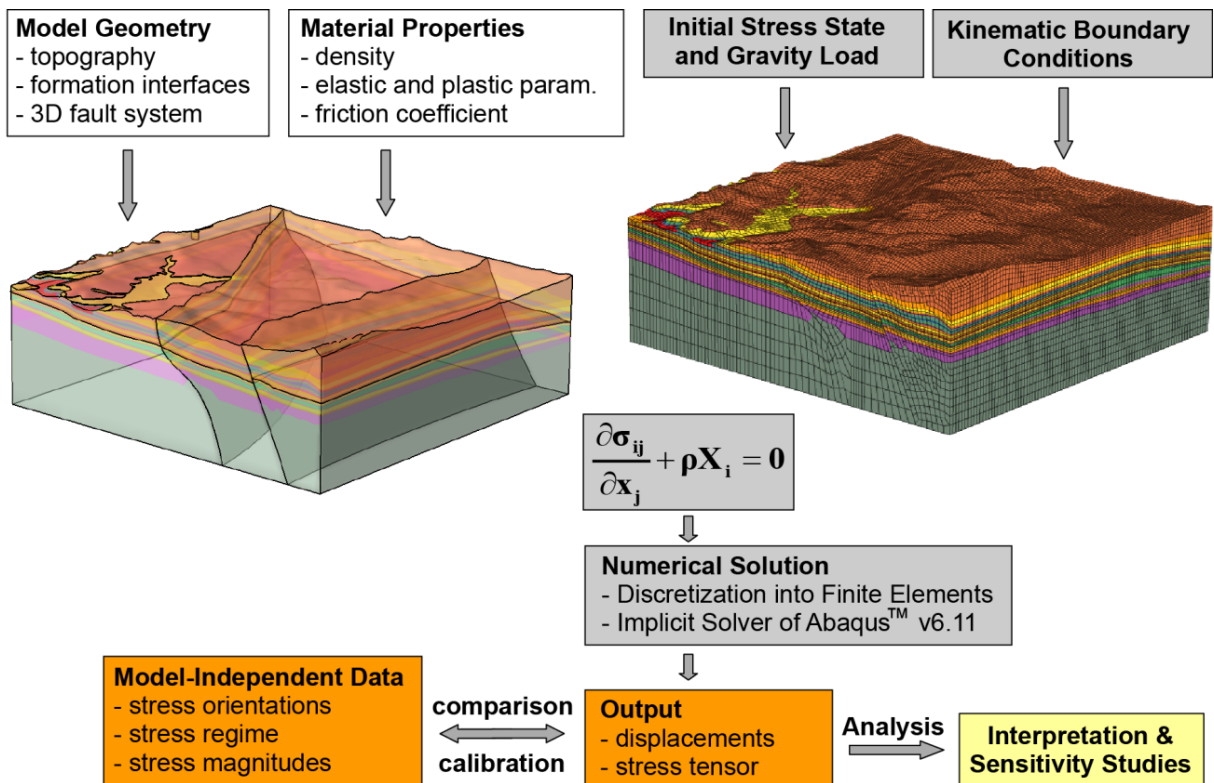 Model Geometry
- topography
- formation interfaces
- 3D fault system
Material Properties
- density
- elastic and plastic param.
- friction coefficient
Initial Stress State
and Gravity Load
Kinematic Boundary
Conditions
∂σij/∂xj + ρXi = 0
Numerical Solution
- Discretization into Finite Elements
- Implicit Solver of Abaqus™ v6.11
Model-Independent Data
- stress orientations
- stress regime
- stress magnitudes
comparison
calibration
Output
- displacements
- stress tensor
Analysis
Interpretation &
Sensitivity Studies